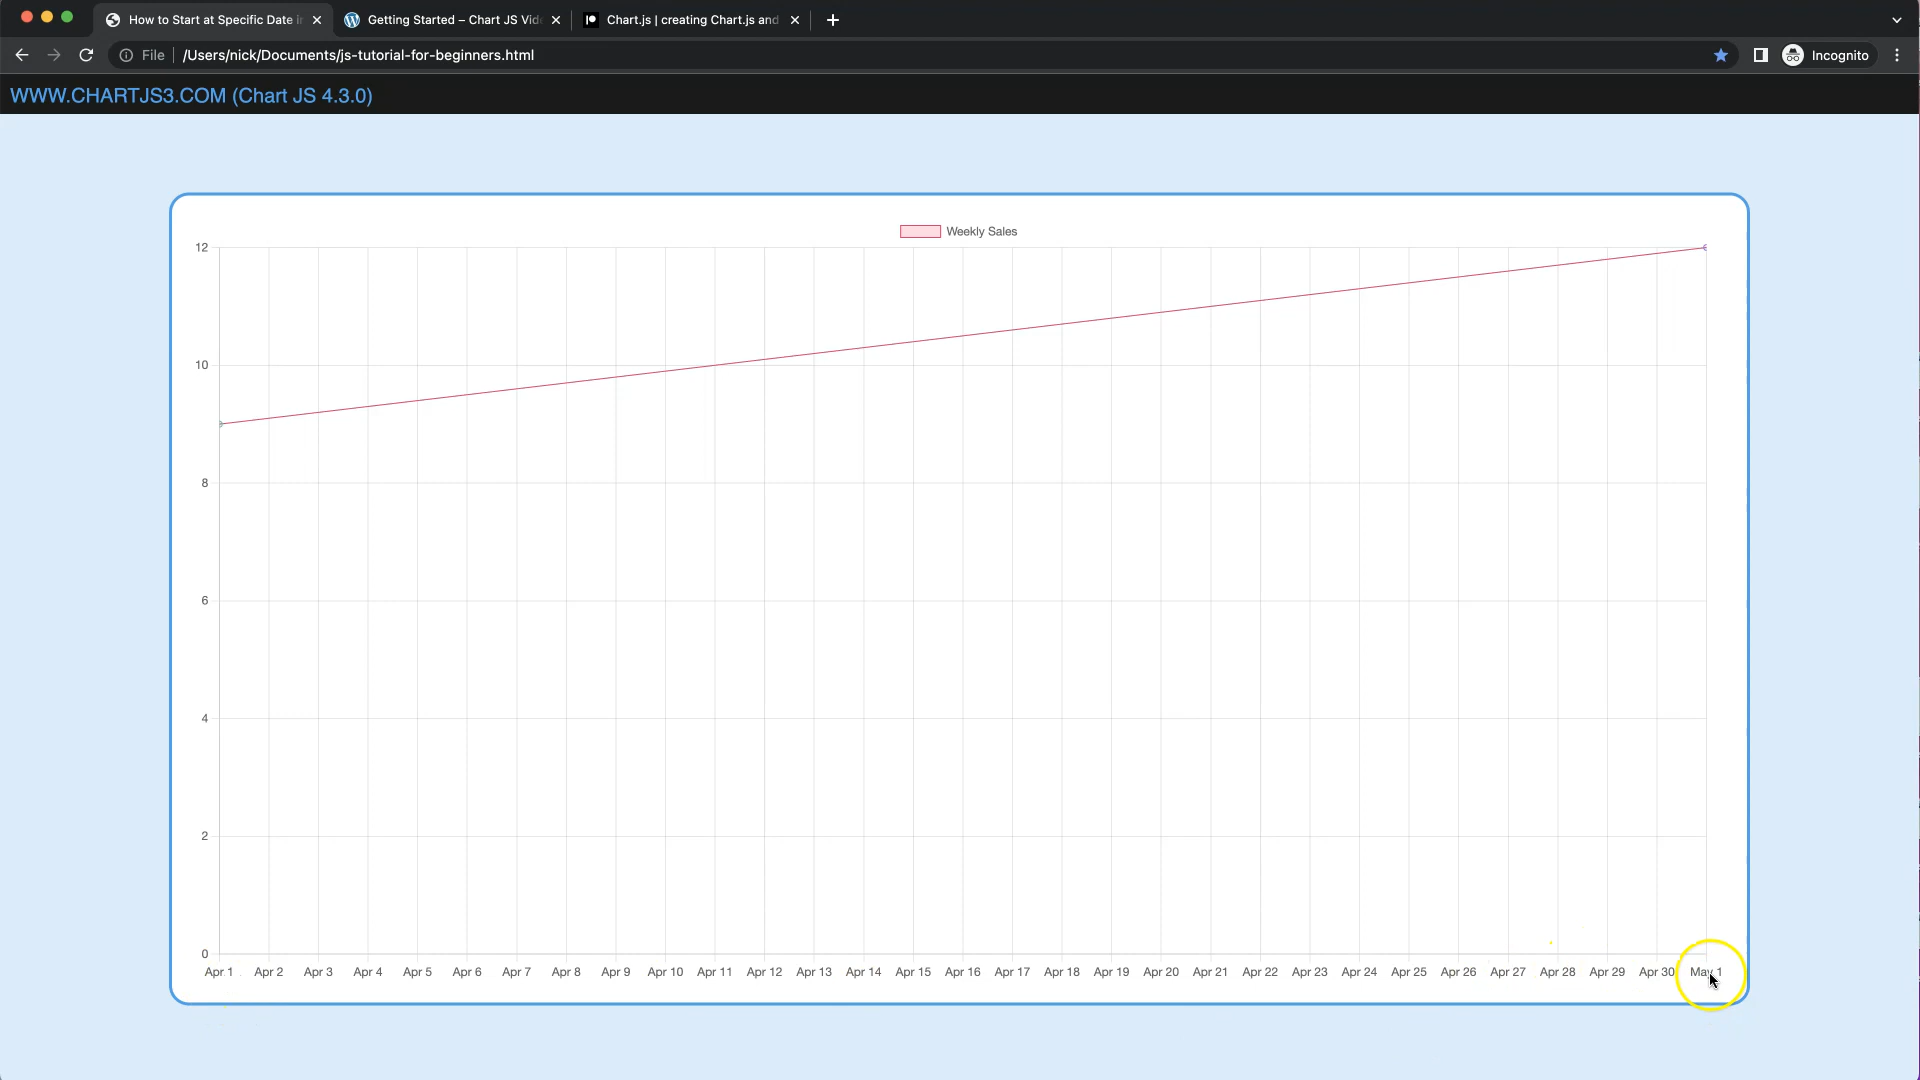 How to Start at Specific Date i
Getting Started – Chart JS Vid
Chart.js | creating Chart.js and
File
/Users/nick/Documents/js-tutorial-for-beginners.html
Incognito
WWW.CHARTJS3.COM (Chart JS 4.3.0)
Weekly Sales
12
10
8
6
4
2
0
Apr 1 Apr 2 Apr 3 Apr 4 Apr 5 Apr 6 Apr 7 Apr 8 Apr 9 Apr 10 Apr 11 Apr 12 Apr 13 Apr 14 Apr 15 Apr 16 Apr 17 Apr 18 Apr 19 Apr 20 Apr 21 Apr 22 Apr 23 Apr 24 Apr 25 Apr 26 Apr 27 Apr 28 Apr 29 Apr 30 May 1